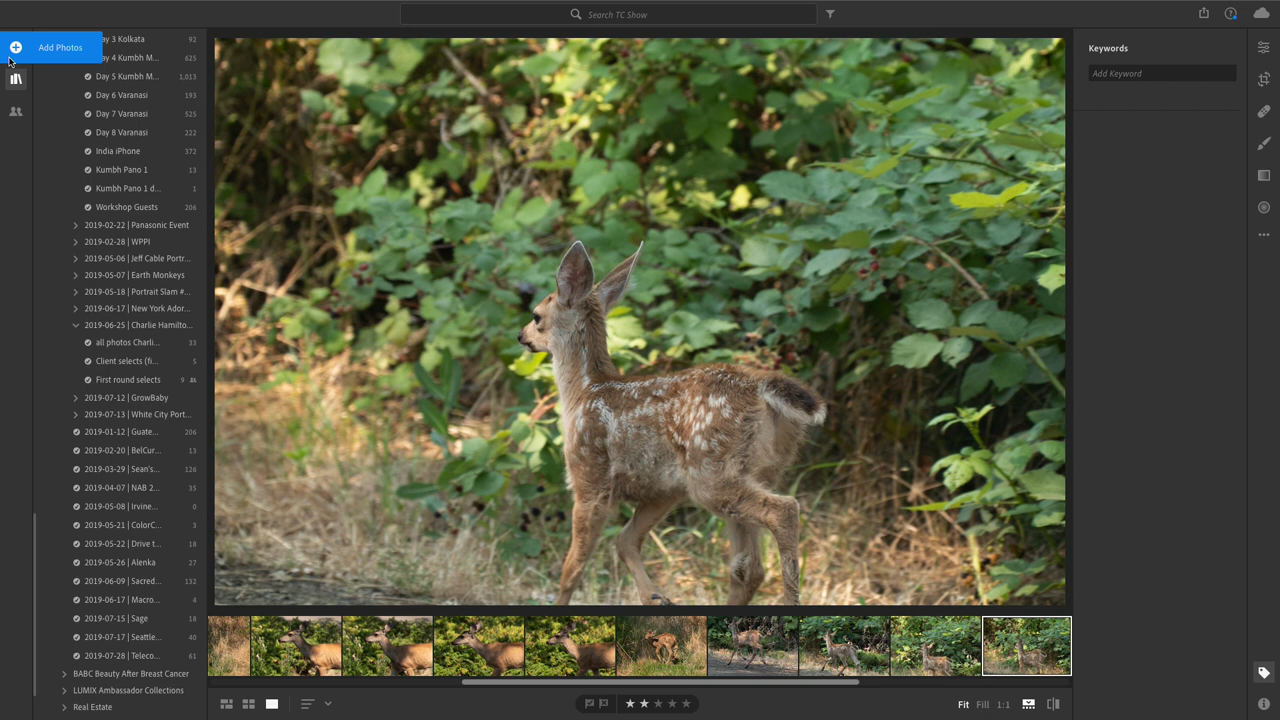 Search TC Show
Add Photos
ay 3 Kolkata 92
ay 4 Kumbh M... 625
Day 5 Kumbh M... 1,013
Day 6 Varanasi 193
Day 7 Varanasi 525
Day 8 Varanasi 222
India iPhone 372
Kumbh Pano 1 13
Kumbh Pano 1 d... 1
Workshop Guests 206
2019-02-22 | Panasonic Event
2019-02-28 | WPPI
2019-05-06 | Jeff Cable Portr...
2019-05-07 | Earth Monkeys
2019-05-18 | Portrait Slam #...
2019-06-17 | New York Ador...
2019-06-25 | Charlie Hamilto...
all photos Charli... 33
Client selects (fi... 5
First round selects 9
2019-07-12 | GrowBaby
2019-07-13 | White City Port...
2019-01-12 | Guate... 206
2019-02-20 | BelCur... 13
2019-03-29 | Sean's... 126
2019-04-07 | NAB 2... 35
2019-05-08 | Irvine... 0
2019-05-21 | ColorC... 3
2019-05-22 | Drive t... 18
2019-05-26 | Alenka 27
2019-06-09 | Sacred... 132
2019-06-17 | Macro... 4
2019-07-15 | Sage 18
2019-07-17 | Seattle... 40
2019-07-28 | Teleco... 61
BABC Beauty After Breast Cancer
LUMIX Ambassador Collections
Real Estate
Keywords
Add Keyword
Fit Fill 1:1